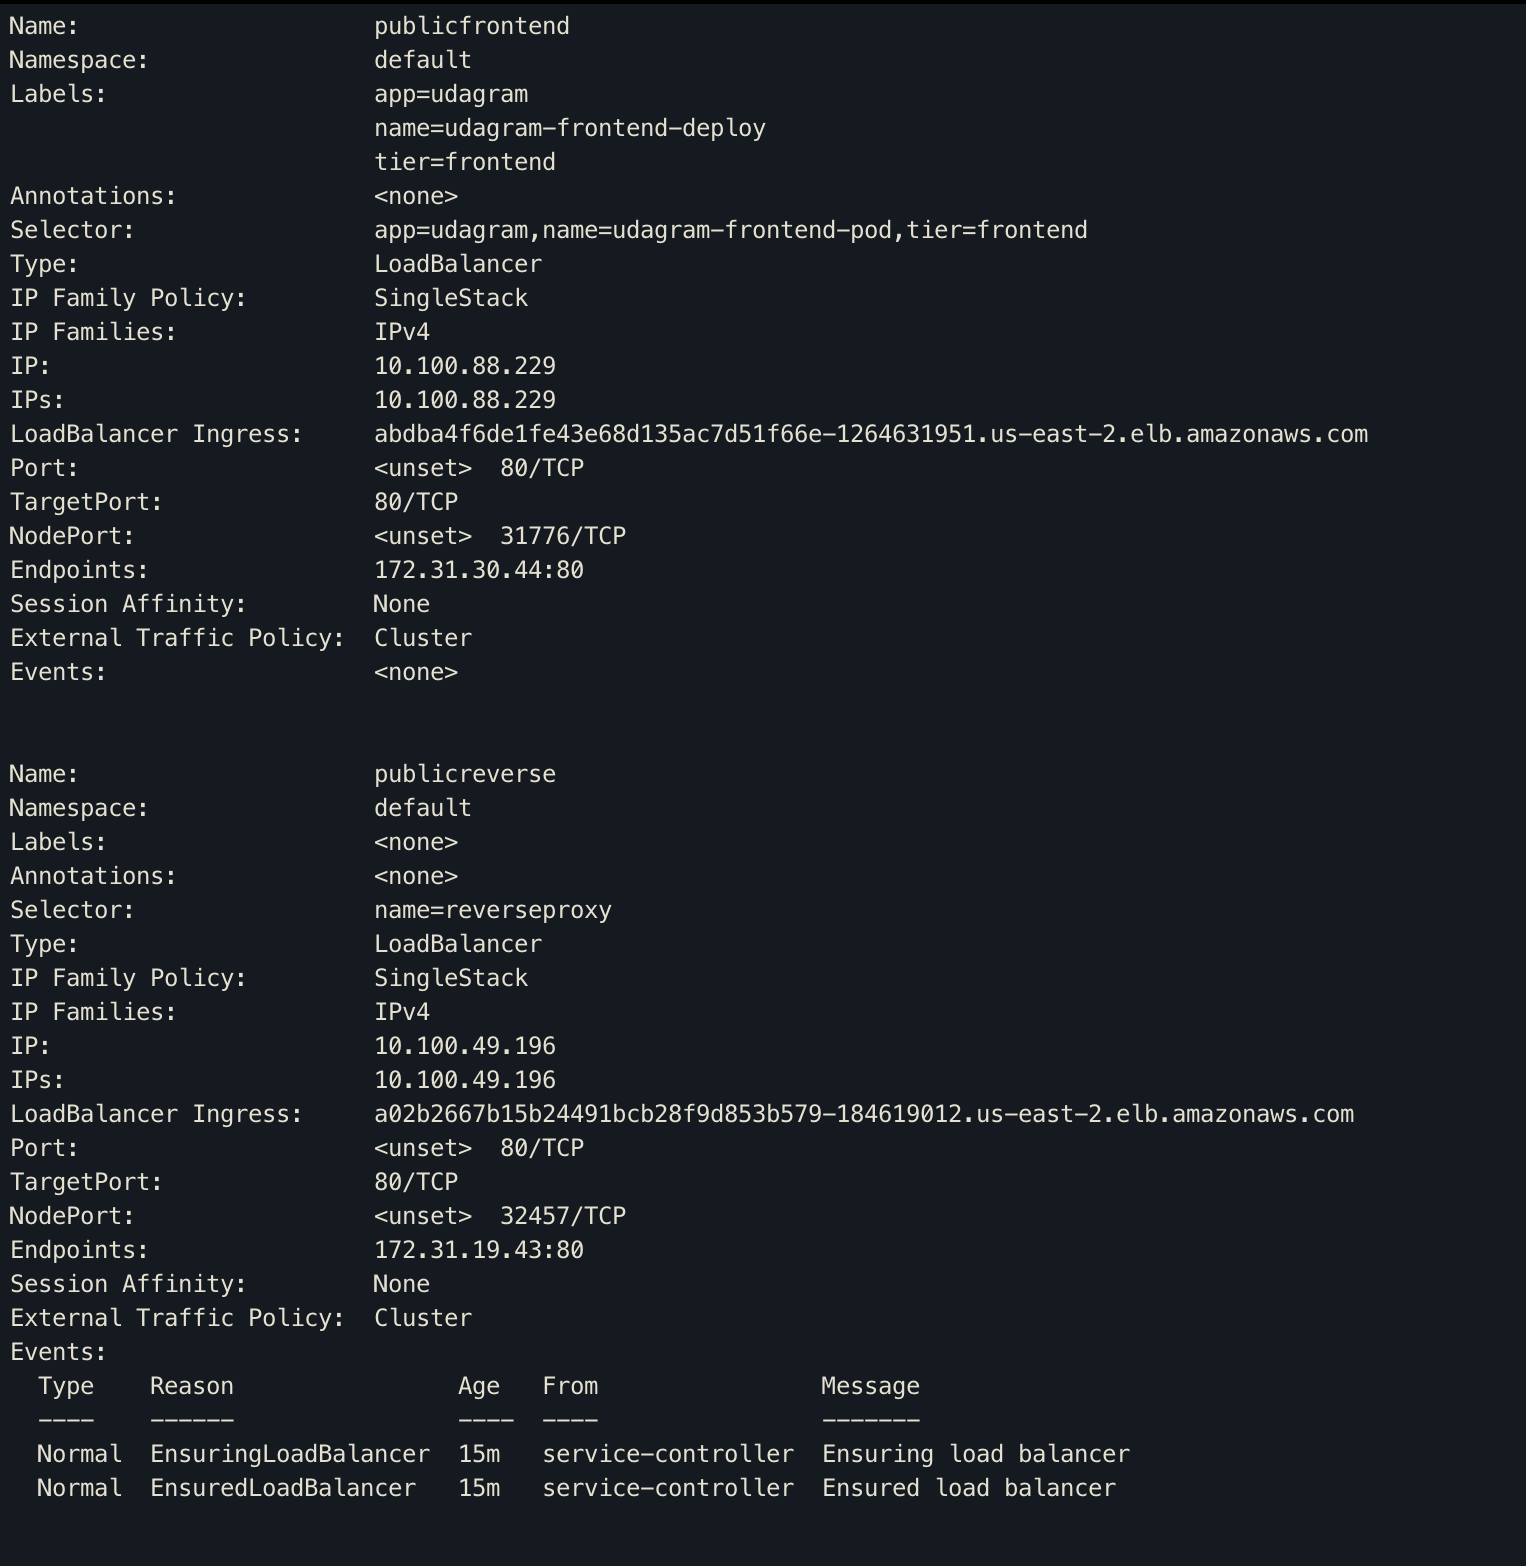 Name:                     publicfrontend
Namespace:                default
Labels:                   app=udagram
                          name=udagram-frontend-deploy
                          tier=frontend
Annotations:              <none>
Selector:                 app=udagram,name=udagram-frontend-pod,tier=frontend
Type:                     LoadBalancer
IP Family Policy:         SingleStack
IP Families:              IPv4
IP:                       10.100.88.229
IPs:                      10.100.88.229
LoadBalancer Ingress:     abdba4f6de1fe43e68d135ac7d51f66e-1264631951.us-east-2.elb.amazonaws.com
Port:                     <unset>  80/TCP
TargetPort:               80/TCP
NodePort:                 <unset>  31776/TCP
Endpoints:                172.31.30.44:80
Session Affinity:         None
External Traffic Policy:  Cluster
Events:                   <none>


Name:                     publicreverse
Namespace:                default
Labels:                   <none>
Annotations:              <none>
Selector:                 name=reverseproxy
Type:                     LoadBalancer
IP Family Policy:         SingleStack
IP Families:              IPv4
IP:                       10.100.49.196
IPs:                      10.100.49.196
LoadBalancer Ingress:     a02b2667b15b24491bcb28f9d853b579-184619012.us-east-2.elb.amazonaws.com
Port:                     <unset>  80/TCP
TargetPort:               80/TCP
NodePort:                 <unset>  32457/TCP
Endpoints:                172.31.19.43:80
Session Affinity:         None
External Traffic Policy:  Cluster
Events:
  Type    Reason                Age   From                Message
  ----    ------                ----  ----                -------
  Normal  EnsuringLoadBalancer  15m   service-controller  Ensuring load balancer
  Normal  EnsuredLoadBalancer   15m   service-controller  Ensured load balancer